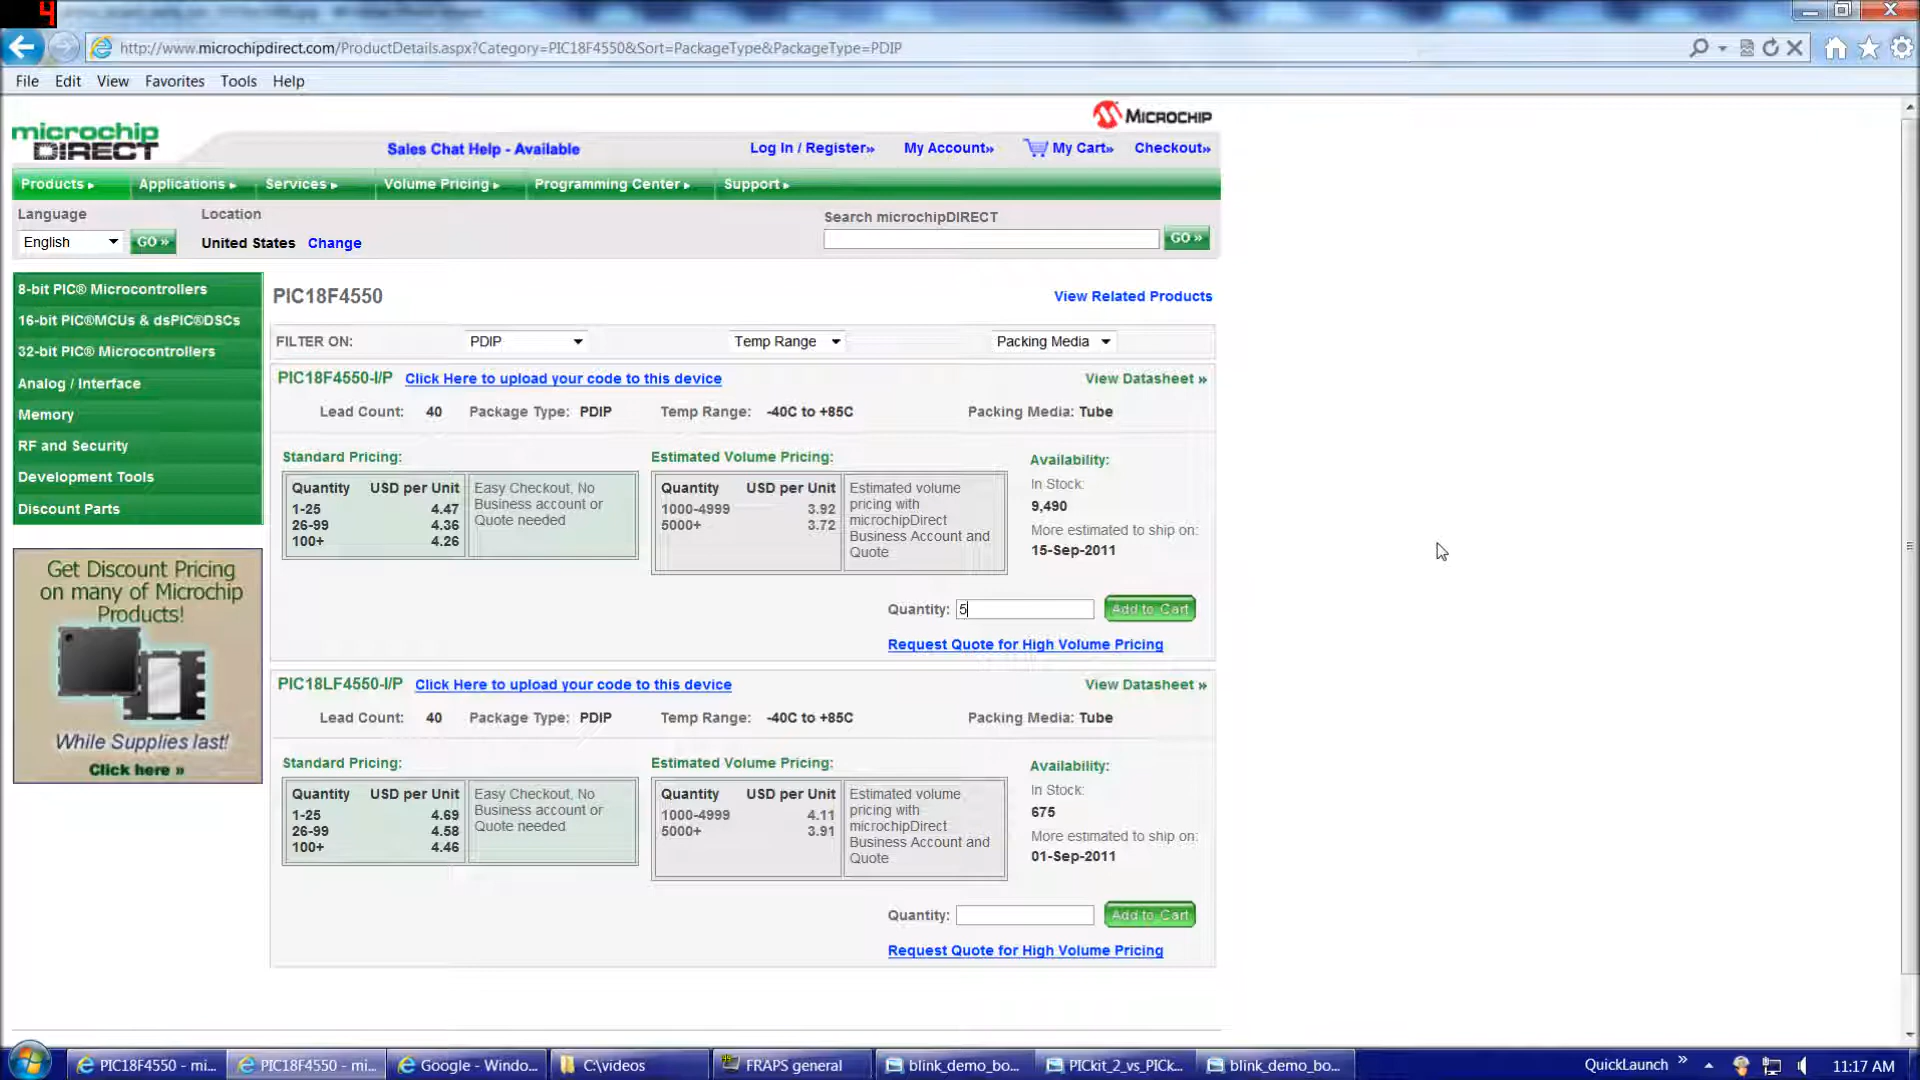 4
http://www.microchipdirect.com/ProductDetails.aspx?Category=PIC18F4550&Sort=PackageType&PackageType=PDIP
File Edit View Favorites Tools Help
microchip DIRECT
MICROCHIP
Sales Chat Help - Available
Log In / Register» My Account» My Cart» Checkout»
Products Applications Services Volume Pricing Programming Center Support
Language Location
Search microchipDIRECT
English GO » United States Change
GO »
8-bit PIC® Microcontrollers
16-bit PIC®MCUs & dsPIC®DSCs
32-bit PIC® Microcontrollers
Analog / Interface
Memory
RF and Security
Development Tools
Discount Parts
Get Discount Pricing
on many of Microchip
Products!
While Supplies last!
Click here »
PIC18F4550
View Related Products
FILTER ON: PDIP Temp Range Packing Media
PIC18F4550-I/P Click Here to upload your code to this device View Datasheet »
Lead Count: 40 Package Type: PDIP Temp Range: -40C to +85C Packing Media: Tube
Standard Pricing:
Quantity USD per Unit
1-25 4.47
26-99 4.36
100+ 4.26
Easy Checkout, No
Business account or
Quote needed
Estimated Volume Pricing:
Quantity USD per Unit
1000-4999 3.92
5000+ 3.72
Estimated volume
pricing with
microchipDirect
Business Account and
Quote
Availability:
In Stock:
9,490
More estimated to ship on:
15-Sep-2011
Quantity: 5 Add to Cart
Request Quote for High Volume Pricing
PIC18LF4550-I/P Click Here to upload your code to this device View Datasheet »
Lead Count: 40 Package Type: PDIP Temp Range: -40C to +85C Packing Media: Tube
Standard Pricing:
Quantity USD per Unit
1-25 4.69
26-99 4.58
100+ 4.46
Easy Checkout, No
Business account or
Quote needed
Estimated Volume Pricing:
Quantity USD per Unit
1000-4999 4.11
5000+ 3.91
Estimated volume
pricing with
microchipDirect
Business Account and
Quote
Availability:
In Stock:
675
More estimated to ship on:
01-Sep-2011
Quantity: Add to Cart
Request Quote for High Volume Pricing
PIC18F4550 - mi... PIC18F4550 - mi... Google - Windo... C:\videos FRAPS general blink_demo_bo... PICkit_2_vs_PICk... blink_demo_bo... QuickLaunch » 11:17 AM